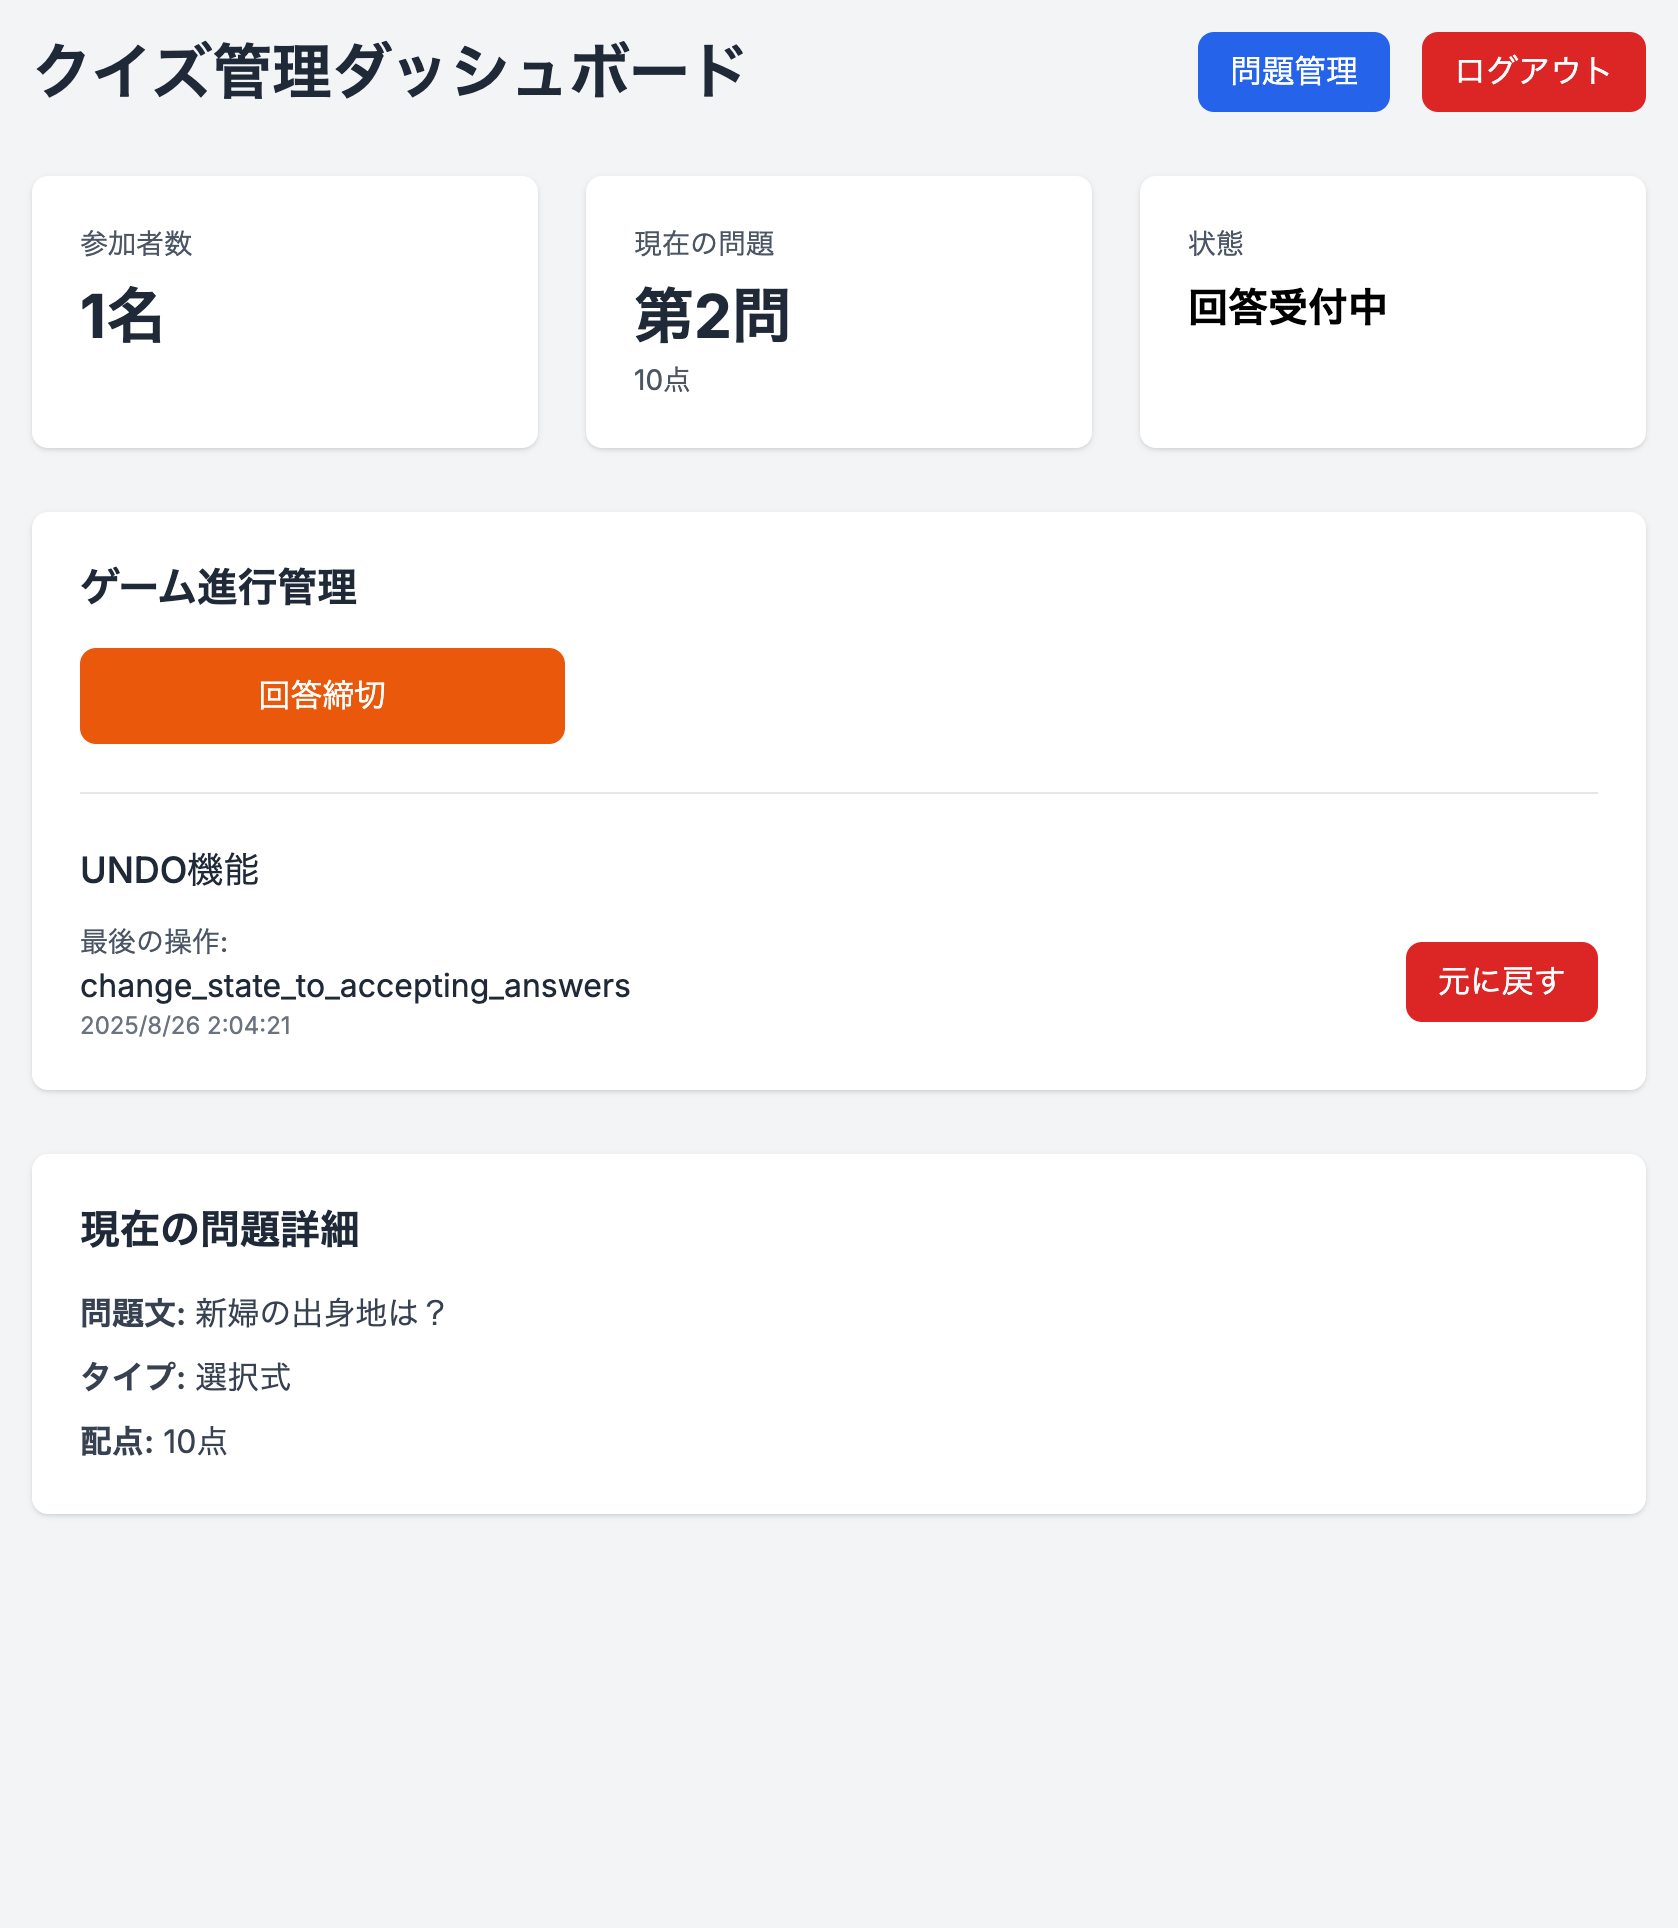 クイズ管理ダッシュボード
問題管理
ログアウト
参加者数
1名
現在の問題
第2問
10点
状態
回答受付中
ゲーム進行管理
回答締切
UNDO機能
最後の操作:
change_state_to_accepting_answers
2025/8/26 2:04:21
元に戻す
現在の問題詳細
問題文: 新婦の出身地は？
タイプ: 選択式
配点: 10点